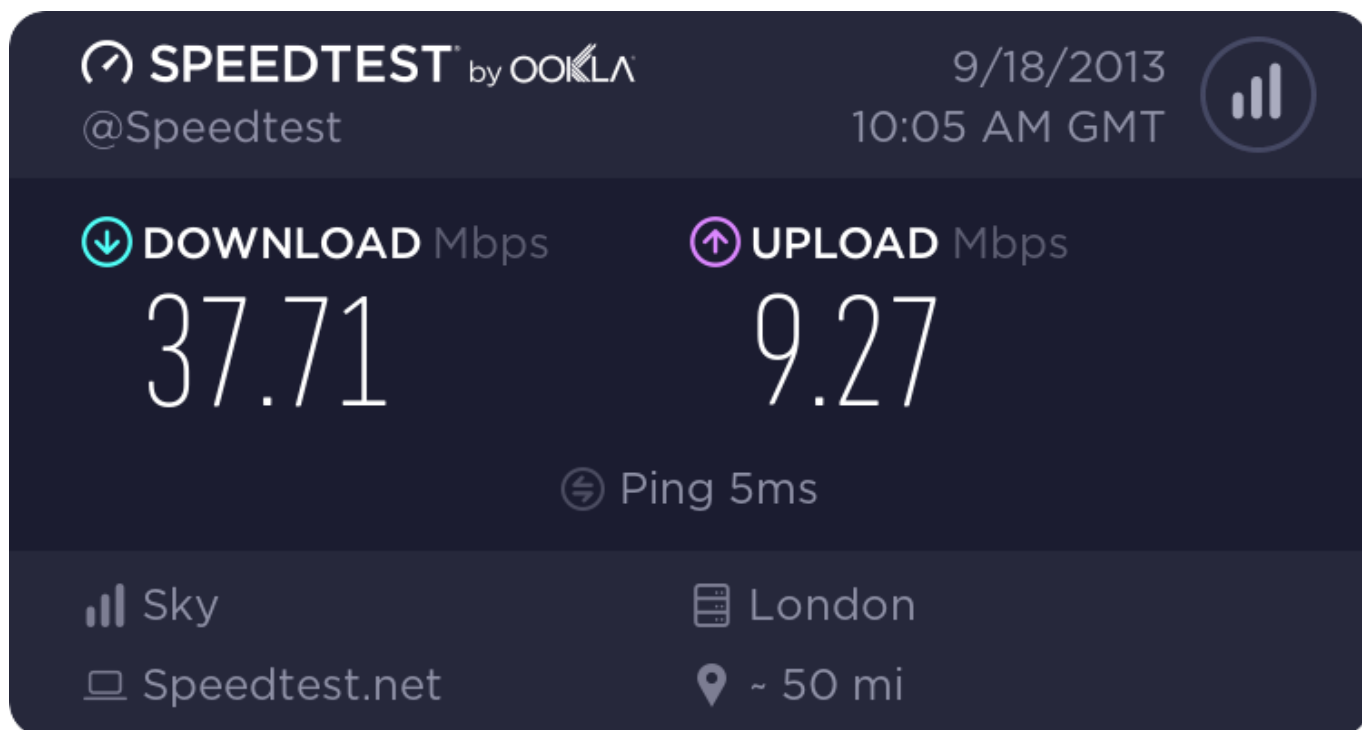 SPEEDTEST by OOKLA
@Speedtest
9/18/2013
10:05 AM GMT
DOWNLOAD Mbps
37.71
UPLOAD Mbps
9.27
Ping 5ms
Sky
London
Speedtest.net
~ 50 mi